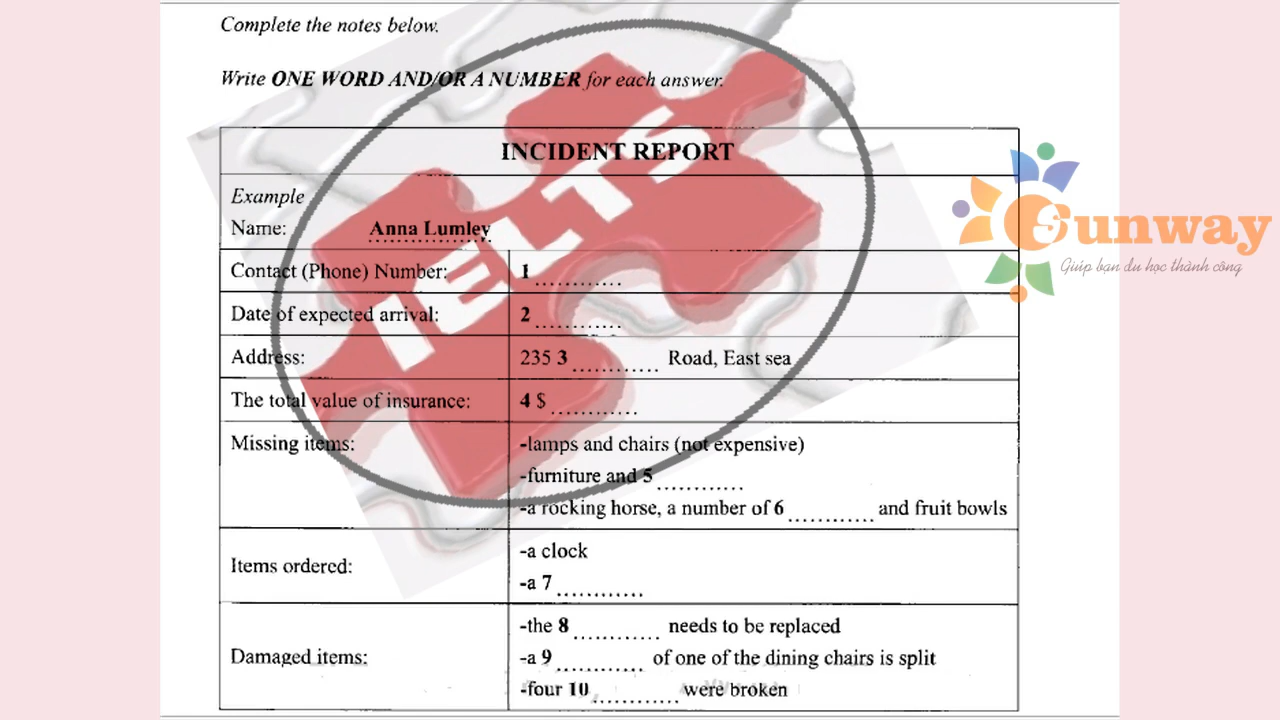 Complete the notes below.
Write ONE WORD AND/OR A NUMBER for each answer.
INCIDENT REPORT
Example
Name: Anna Lumley
Contact (Phone) Number: 1 ............
Date of expected arrival: 2 ............
Address: 235 3 ............ Road, East sea
The total value of insurance: 4 $ ............
Missing items: -lamps and chairs (not expensive)
-furniture and 5 ............
-a rocking horse, a number of 6 ............ and fruit bowls
Items ordered: -a clock
-a 7 ............
Damaged items: -the 8 ............ needs to be replaced
-a 9 ............ of one of the dining chairs is split
-four 10 ............ were broken
IELTS
Sunway
Giúp bạn du học thành công